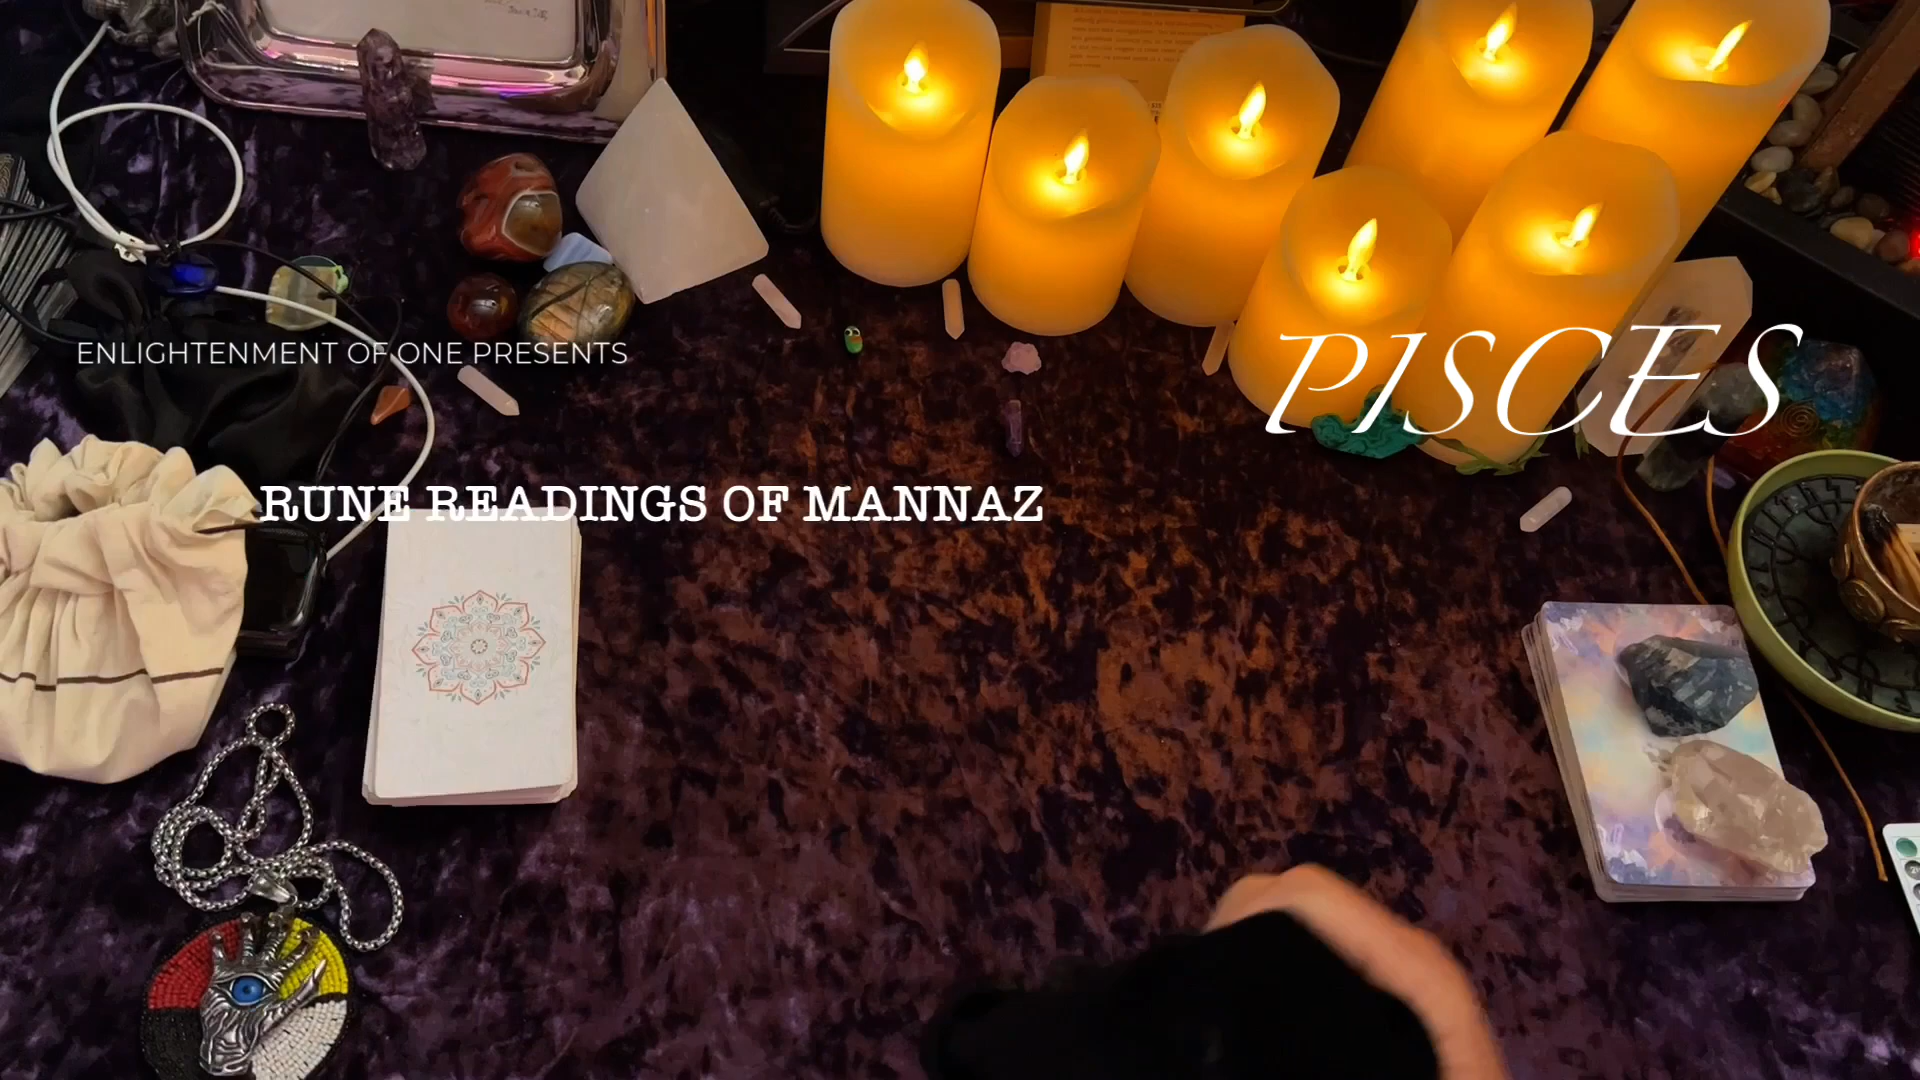 ENLIGHTENMENT OF ONE PRESENTS
PISCES
RUNE READINGS OF MANNAZ